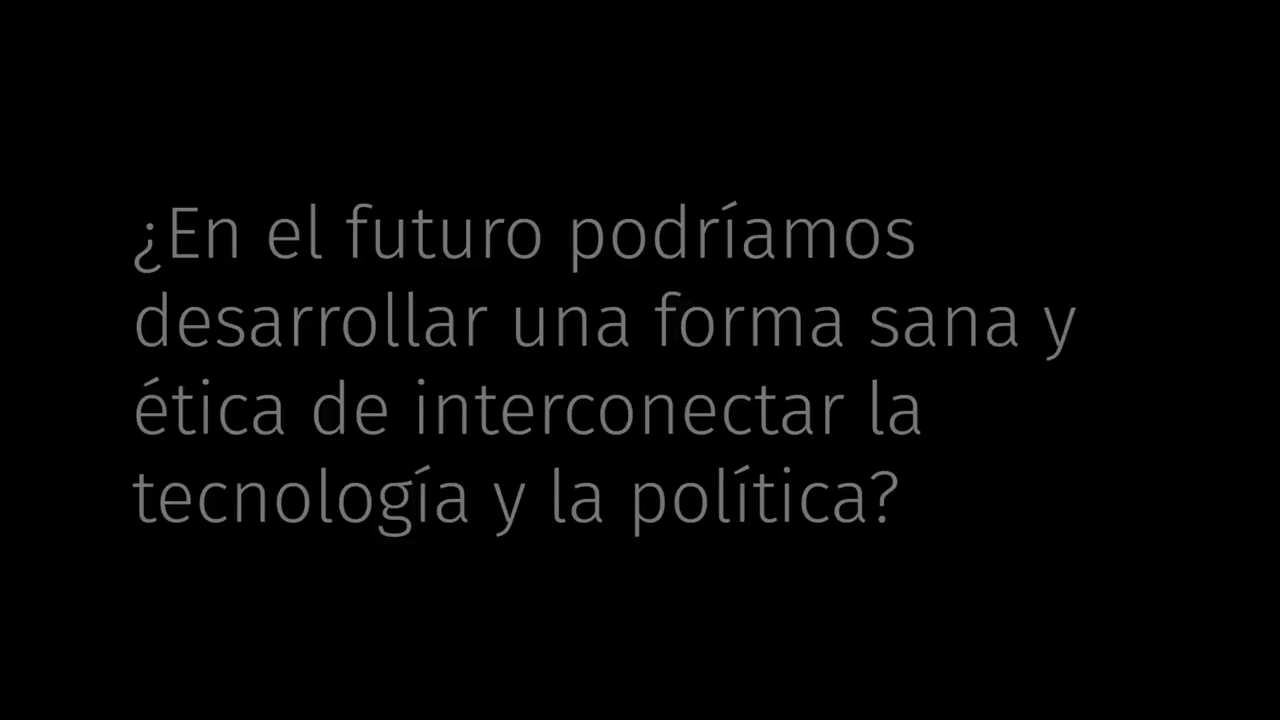 ¿En el futuro podríamos
desarrollar una forma sana y
ética de interconectar la
tecnología y la política?